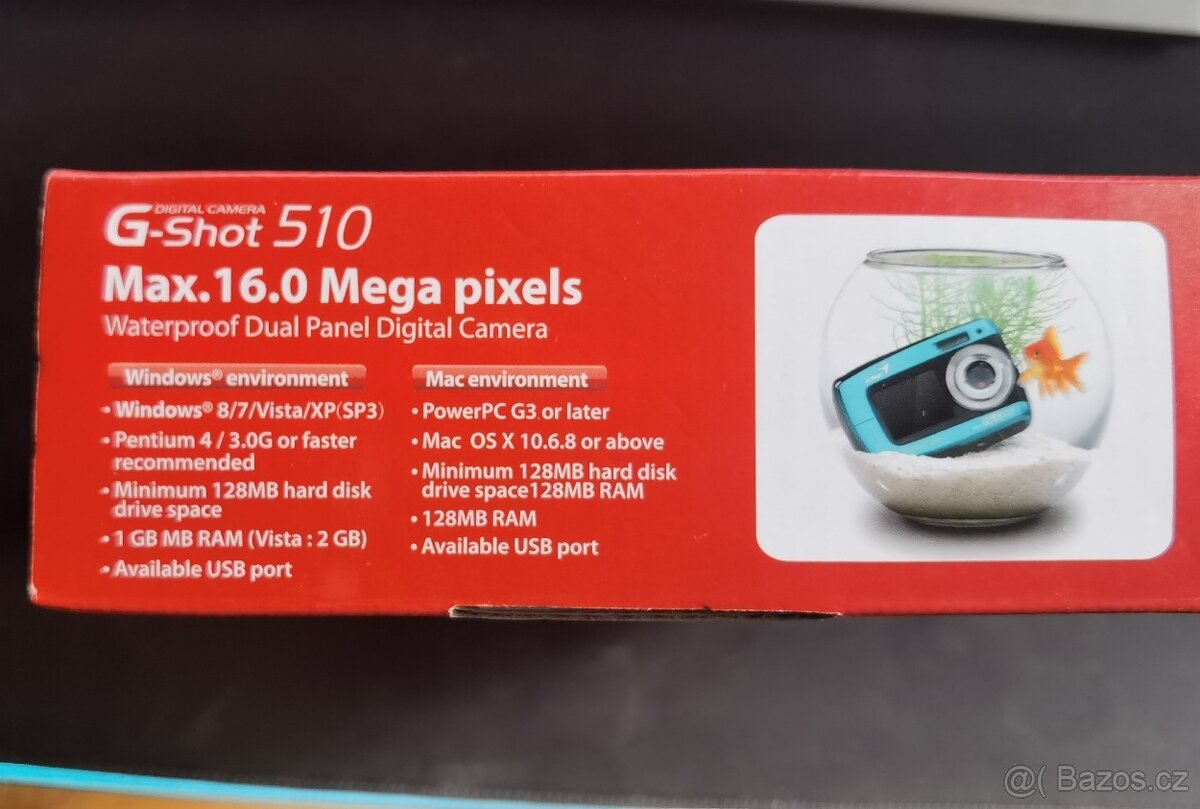 DIGITAL CAMERA
G-Shot 510
Max.16.0 Mega pixels
Waterproof Dual Panel Digital Camera
Windows® environment
• Windows® 8/7/Vista/XP(SP3)
• Pentium 4 / 3.0G or faster
recommended
• Minimum 128MB hard disk
drive space
• 1 GB MB RAM (Vista : 2 GB)
• Available USB port
Mac environment
• PowerPC G3 or later
• Mac OS X 10.6.8 or above
• Minimum 128MB hard disk
drive space128MB RAM
• 128MB RAM
• Available USB port
@( Bazos.cz